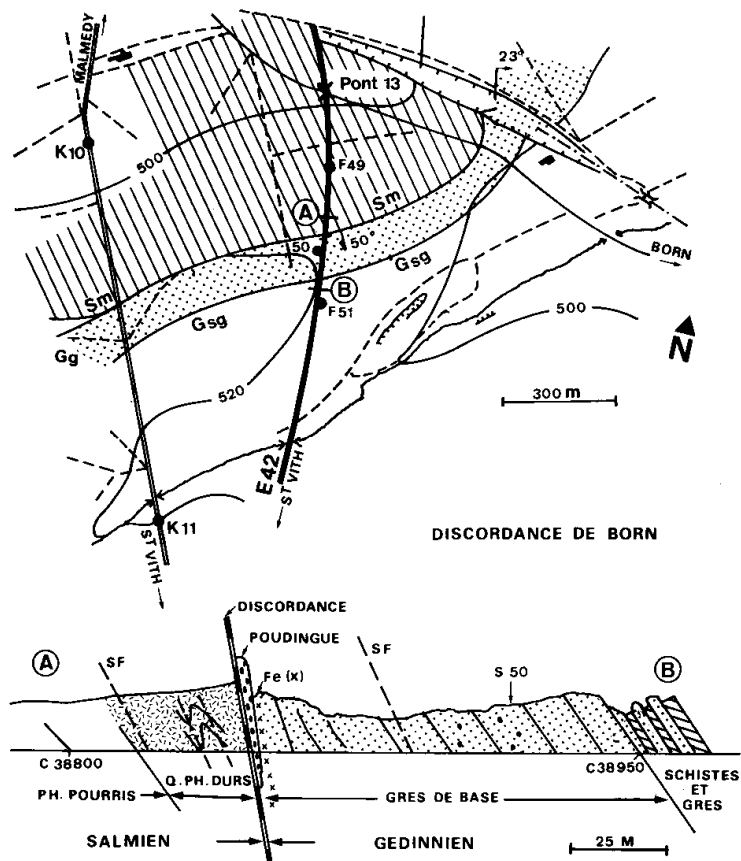 MALMEDY
23°
Pont 13
K10
500
F49
A
Sm
50
50°
Gsg
B
F51
BORN
Sm
Gsg
Gg
500
N
520
300 m
E42
ST VITH
K11
ST VITH
DISCORDANCE DE BORN
DISCORDANCE
POUDINGUE
A
SF
Fe (x)
SF
S 50
B
C 38800
Q. PH. DURS
C38950
PH. POURRIS
GRES DE BASE
SCHISTES
ET
GRES
SALMIEN
GEDINNIEN
25 M